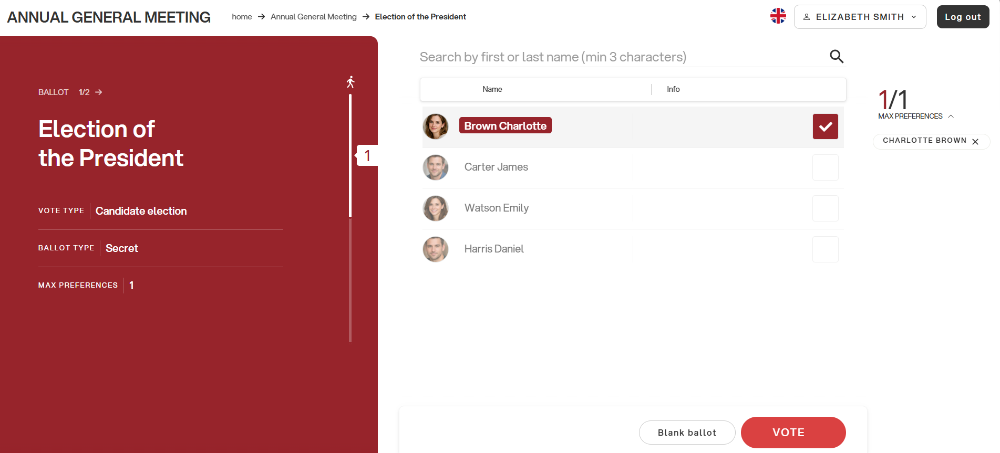 ANNUAL GENERAL MEETING
home → Annual General Meeting → Election of the President
ELIZABETH SMITH
Log out
BALLOT 1/2 →
Election of
the President
1
VOTE TYPE Candidate election
BALLOT TYPE Secret
MAX PREFERENCES 1
Search by first or last name (min 3 characters)
Name Info
Brown Charlotte
Carter James
Watson Emily
Harris Daniel
1/1
MAX PREFERENCES
CHARLOTTE BROWN
Blank ballot
VOTE